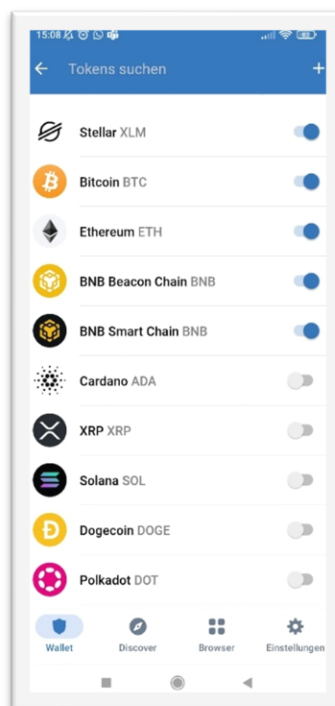 15:08
82
Tokens suchen
Stellar XLM
Bitcoin BTC
Ethereum ETH
BNB Beacon Chain BNB
BNB Smart Chain BNB
Cardano ADA
XRP XRP
Solana SOL
Dogecoin DOGE
Polkadot DOT
Wallet Discover Browser Einstellungen